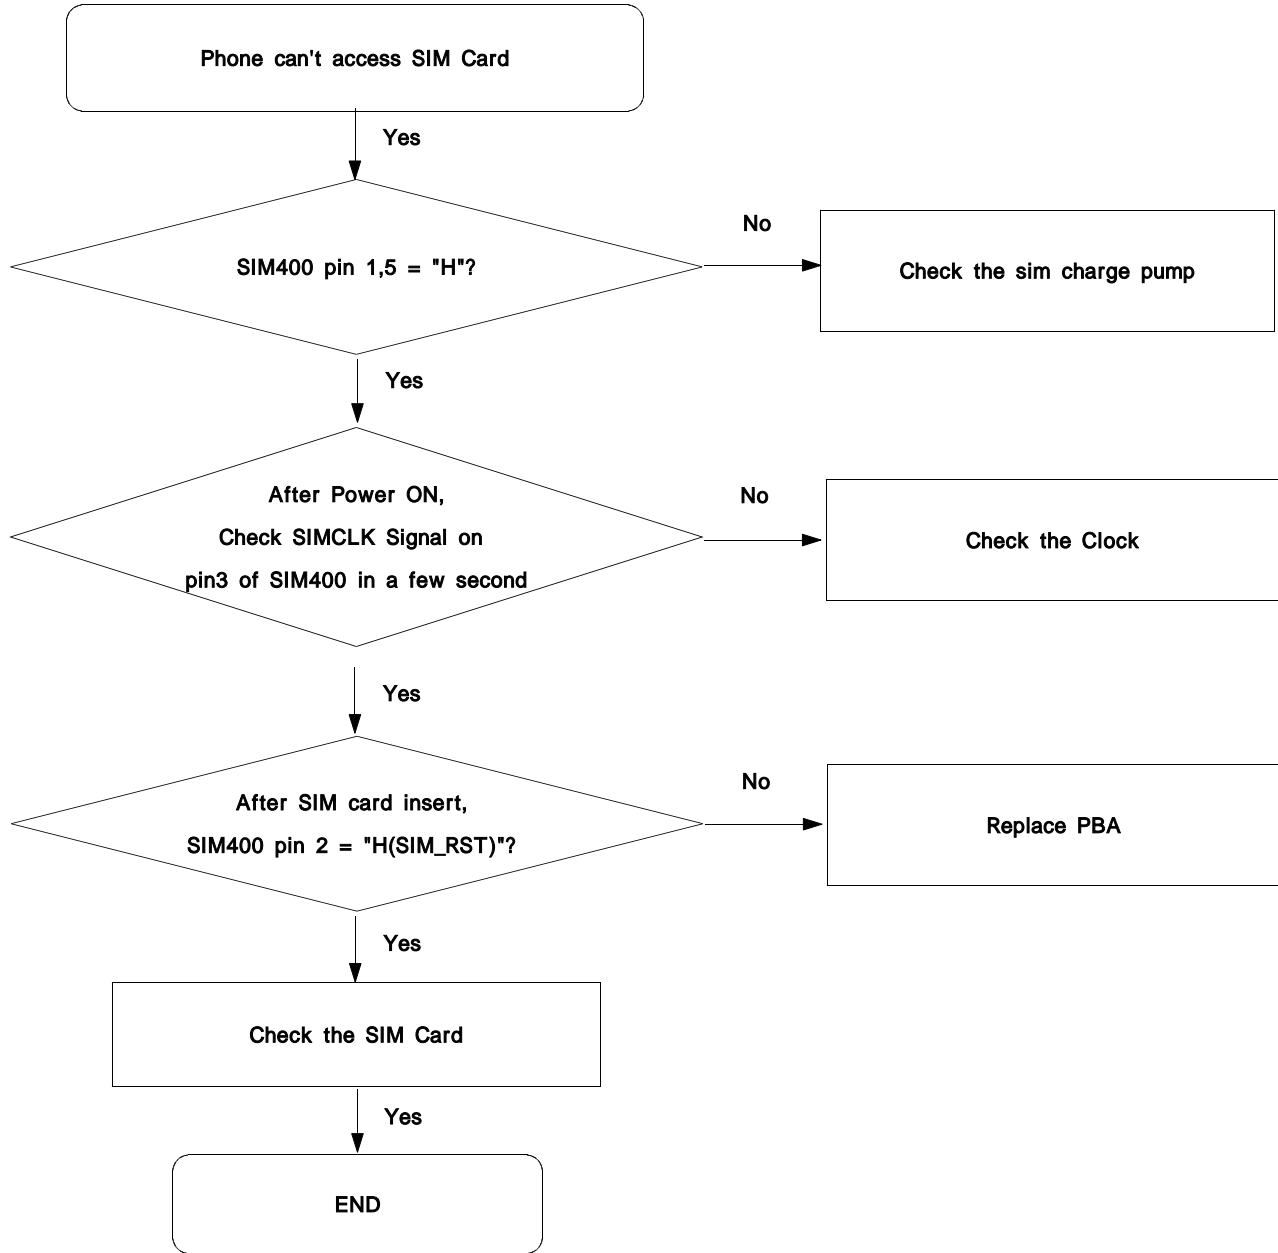 Phone can't access SIM Card
Yes
SIM400 pin 1,5 = "H"?
No
Check the sim charge pump
Yes
After Power ON,
Check SIMCLK Signal on
pin3 of SIM400 in a few second
No
Check the Clock
Yes
After SIM card insert,
SIM400 pin 2 = "H(SIM_RST)"?
No
Replace PBA
Yes
Check the SIM Card
Yes
END